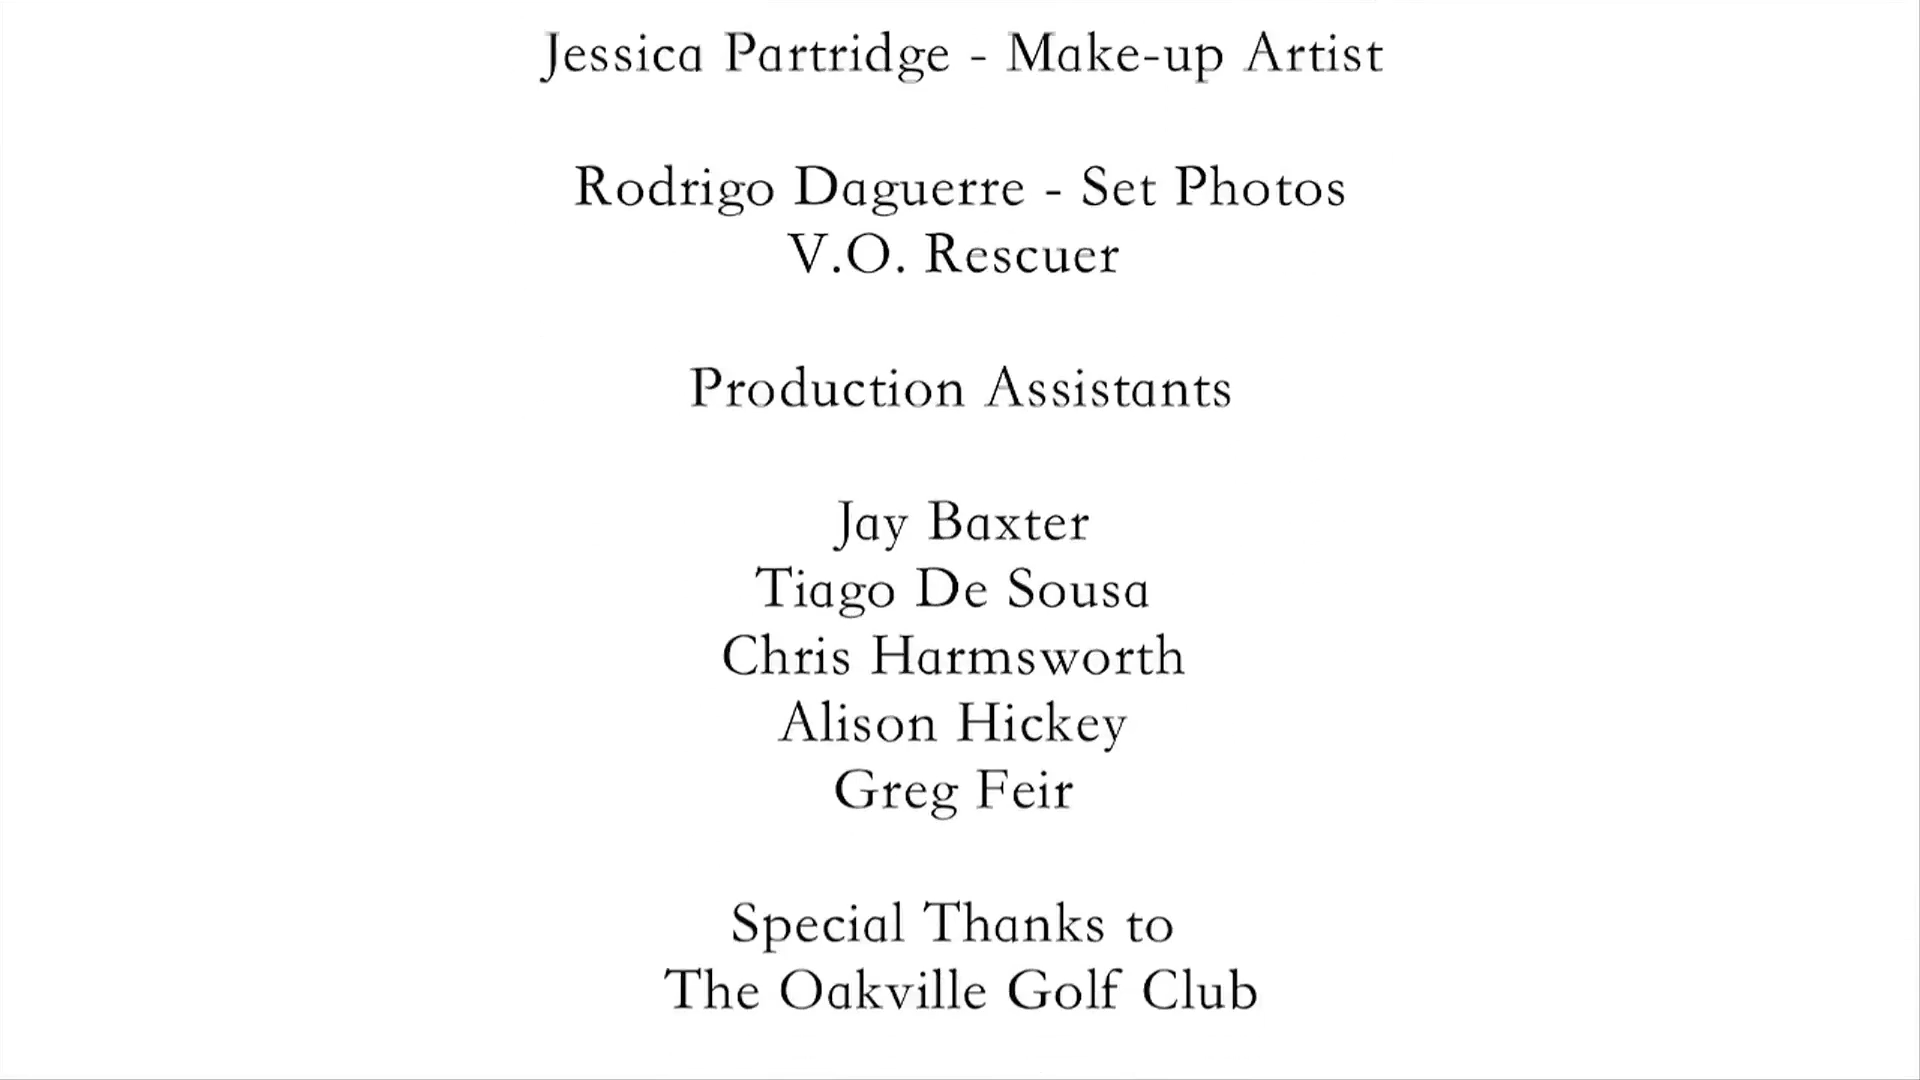 Jessica Partridge - Make-up Artist
Rodrigo Daguerre - Set Photos
V.O. Rescuer
Production Assistants
Jay Baxter
Tiago De Sousa
Chris Harmsworth
Alison Hickey
Greg Feir
Special Thanks to
The Oakville Golf Club